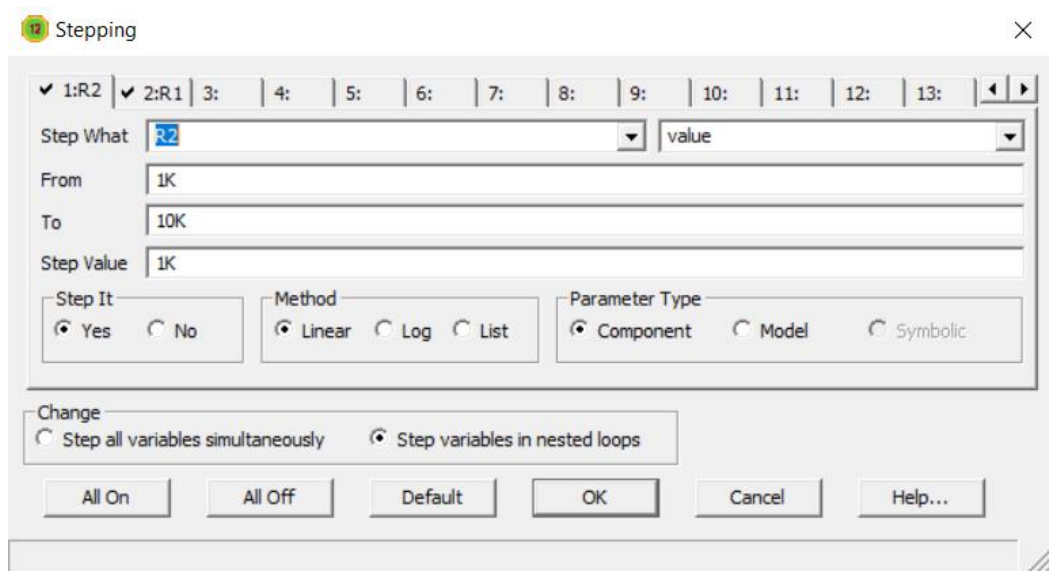 12 Stepping
1:R2 2:R1 3: 4: 5: 6: 7: 8: 9: 10: 11: 12: 13:
Step What R2 value
From 1K
To 10K
Step Value 1K
Step It Method Parameter Type
Yes No Linear Log List Component Model Symbolic
Change
Step all variables simultaneously Step variables in nested loops
All On All Off Default OK Cancel Help...